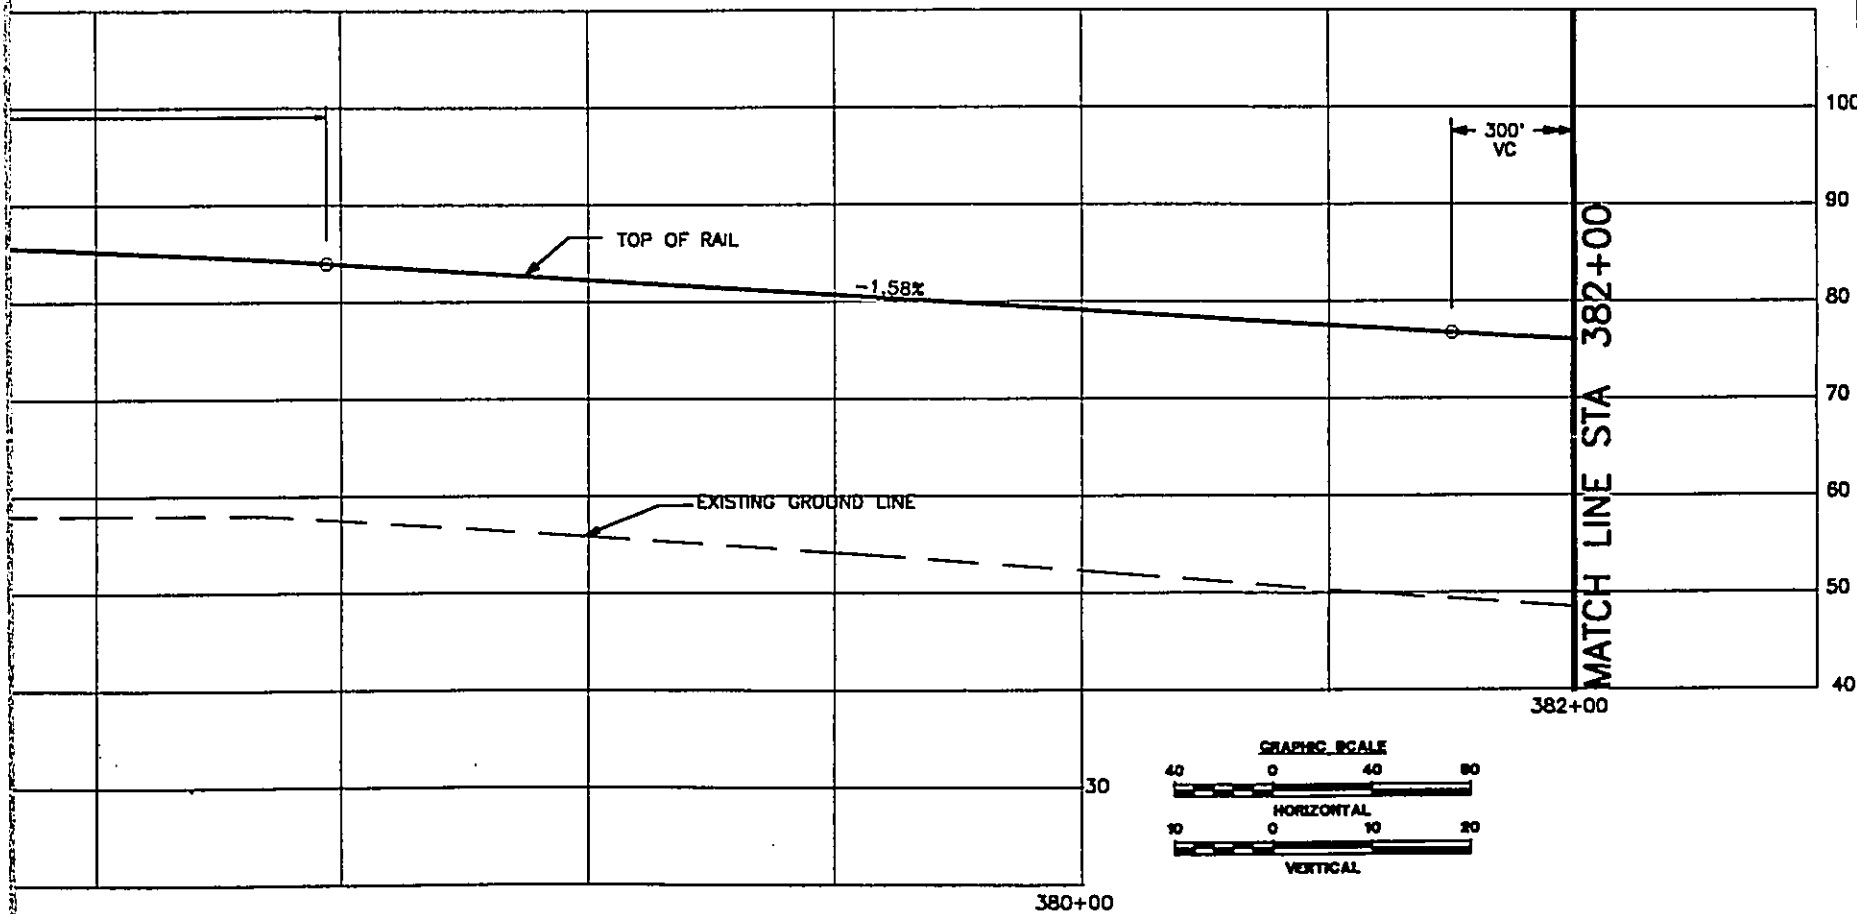 100
300'
VC
90
TOP OF RAIL
-1.58%
80
70
MATCH LINE STA 382+00
60
EXISTING GROUND LINE
50
40
382+00
GRAPHIC SCALE
40 0 40 80
HORIZONTAL
10 0 10 20
VERTICAL
30
380+00